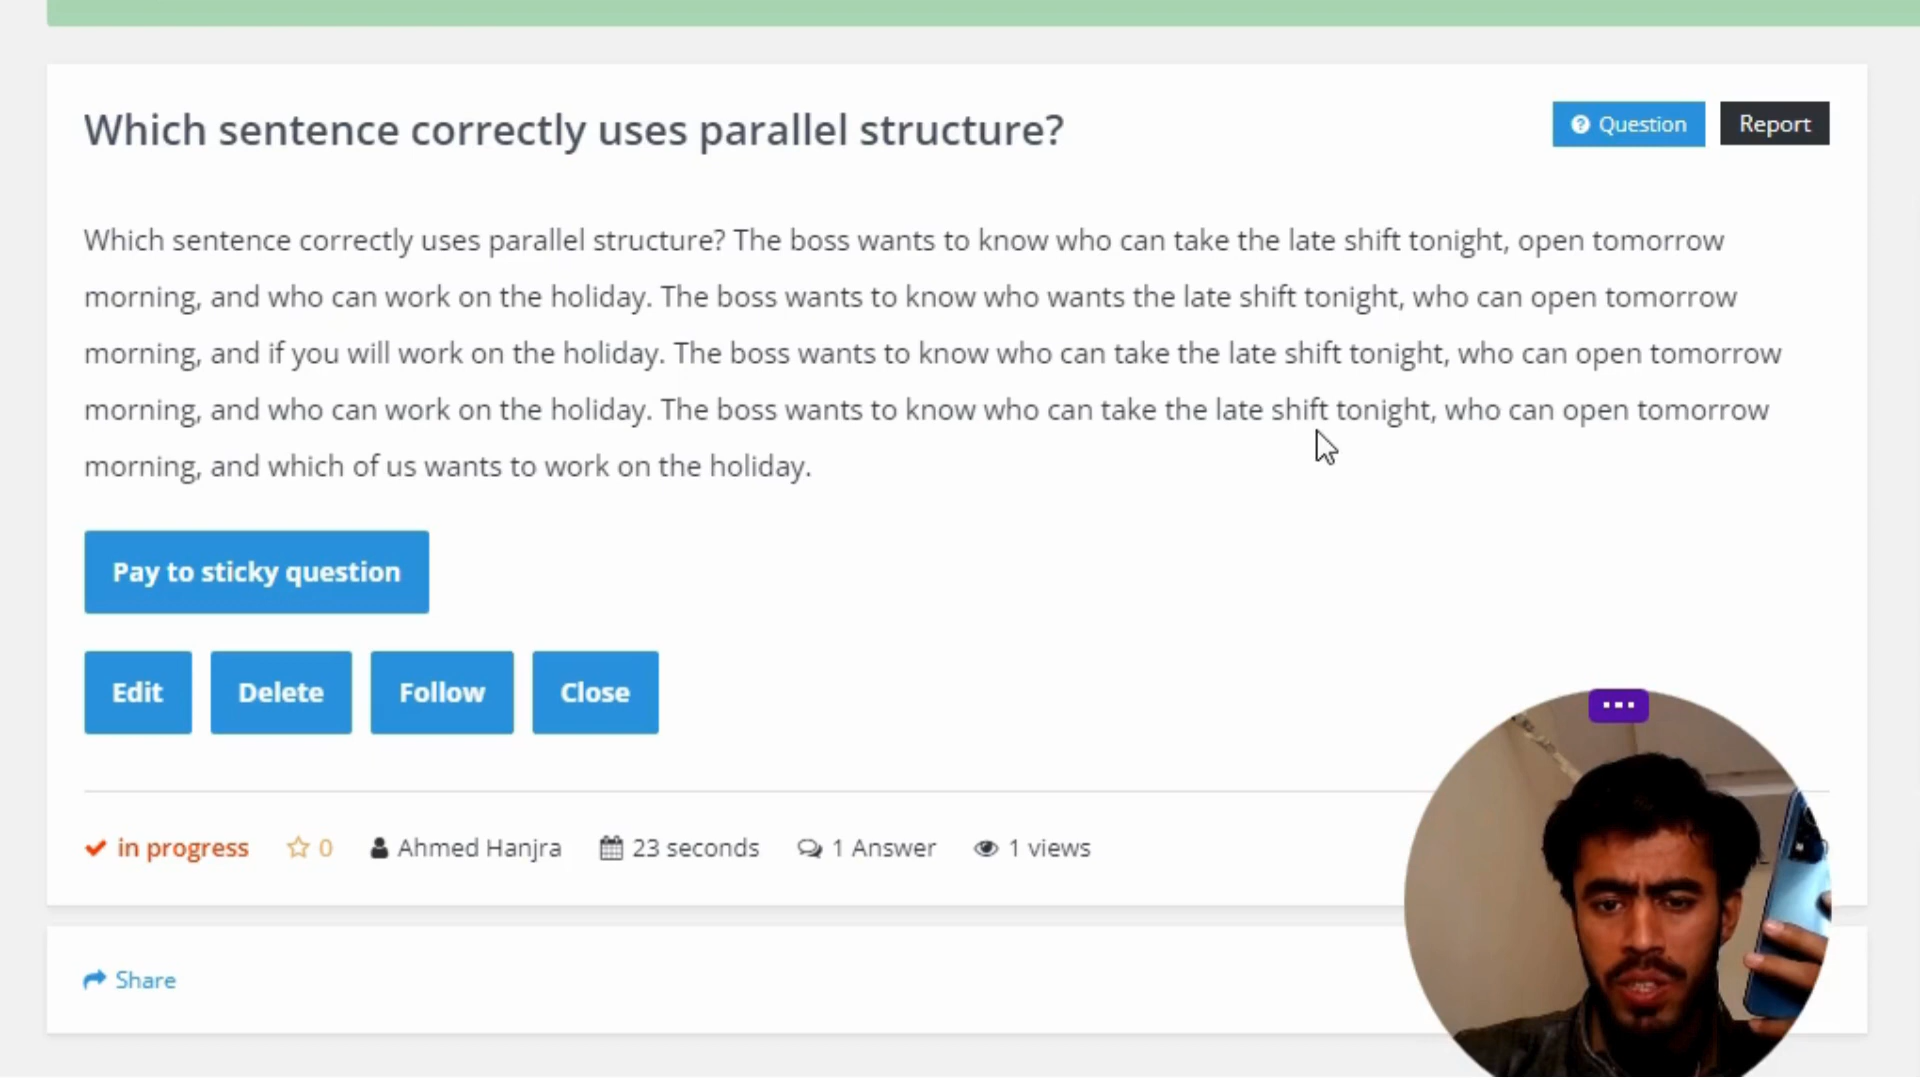 Which sentence correctly uses parallel structure?
Question
Report
Which sentence correctly uses parallel structure? The boss wants to know who can take the late shift tonight, open tomorrow
morning, and who can work on the holiday. The boss wants to know who wants the late shift tonight, who can open tomorrow
morning, and if you will work on the holiday. The boss wants to know who can take the late shift tonight, who can open tomorrow
morning, and who can work on the holiday. The boss wants to know who can take the late shift tonight, who can open tomorrow
morning, and which of us wants to work on the holiday.
Pay to sticky question
Edit
Delete
Follow
Close
in progress
0
Ahmed Hanjra
23 seconds
1 Answer
1 views
Share